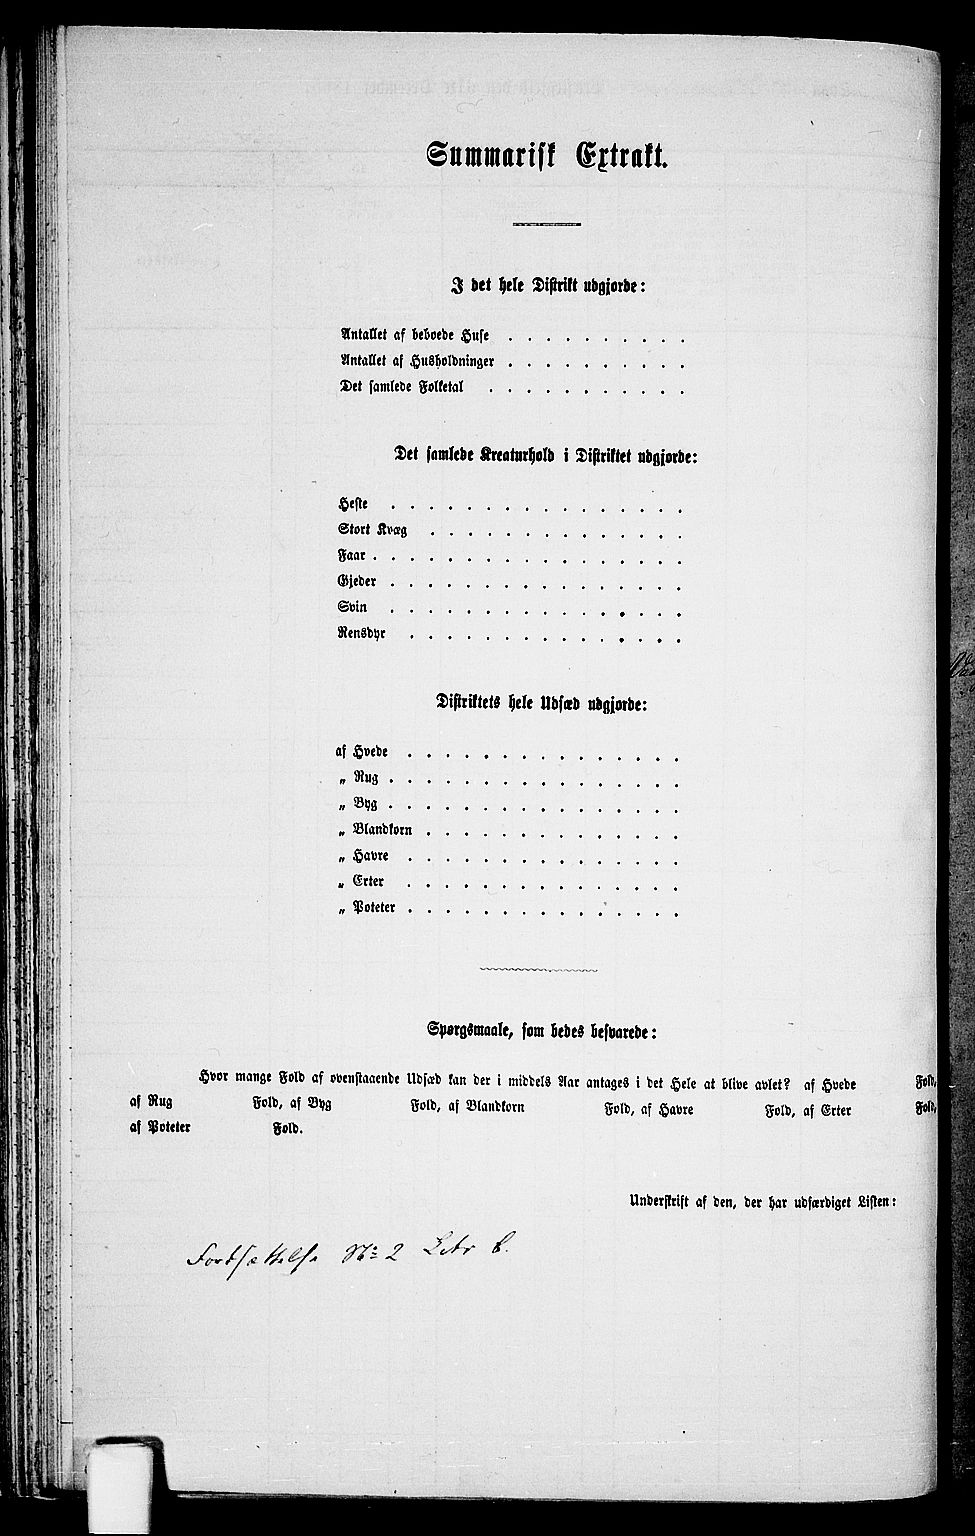 Summarisk Extrakt.
I det hele Distrikt udgjorde:
Antallet af beboede Huse . . . . . . . . . .
Antallet af Husholdninger . . . . . . . . . .
Det samlede Folketal . . . . . . . . . . .
Det samlede Kreaturhold i Distriktet udgjorde:
Heste . . . . . . . . . . . . . . . .
Stort Kvæg . . . . . . . . . . . . . .
Faar . . . . . . . . . . . . . . . . .
Gjeder . . . . . . . . . . . . . . . .
Svin . . . . . . . . . . . . . . . .
Rensdyr . . . . . . . . . . . . . . .
Distriktets hele Udsæd udgjorde:
af Hvede . . . . . . . . . . . . . . .
„ Rug . . . . . . . . . . . . . . . .
„ Byg . . . . . . . . . . . . . . . .
„ Blandkorn . . . . . . . . . . . . . .
„ Havre . . . . . . . . . . . . . . .
„ Erter . . . . . . . . . . . . . . .
„ Poteter . . . . . . . . . . . . . . .
Spørgsmaale, som bedes besvarede:
Hvor mange Fold af ovenstaaende Udsæd kan der i middels Aar antages i det Hele at blive avlet? af Hvede Fold,
af Rug Fold, af Byg Fold, af Blandkorn Fold, af Havre Fold, af Erter Fold,
af Poteter Fold.
Underskrift af den, der har udfærdiget Listen:
Fortsættelse No 2 Litr b.